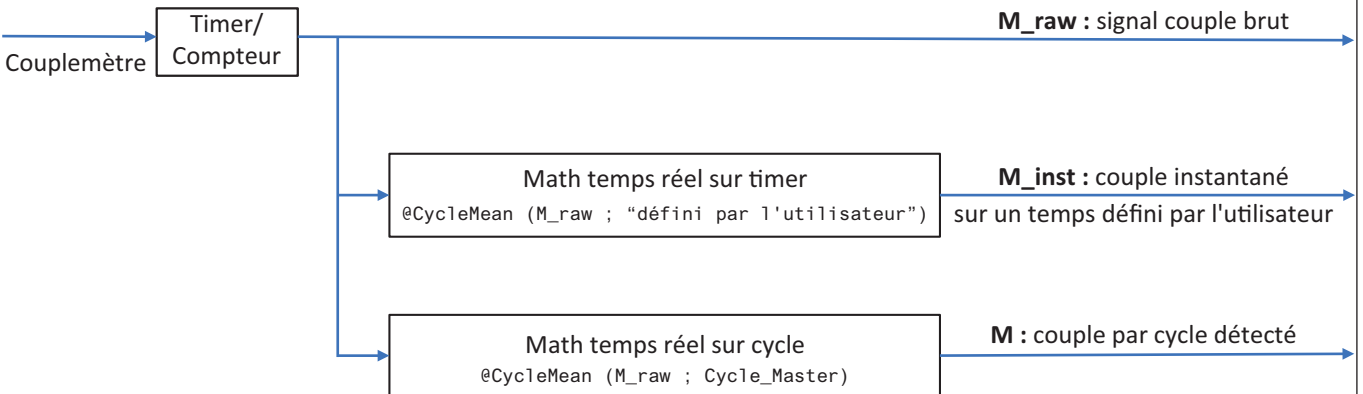 Couplemètre
Timer/
Compteur
M_raw : signal couple brut
Math temps réel sur timer
@CycleMean (M_raw ; “défini par l'utilisateur”)
M_inst : couple instantané
sur un temps défini par l'utilisateur
Math temps réel sur cycle
@CycleMean (M_raw ; Cycle_Master)
M : couple par cycle détecté